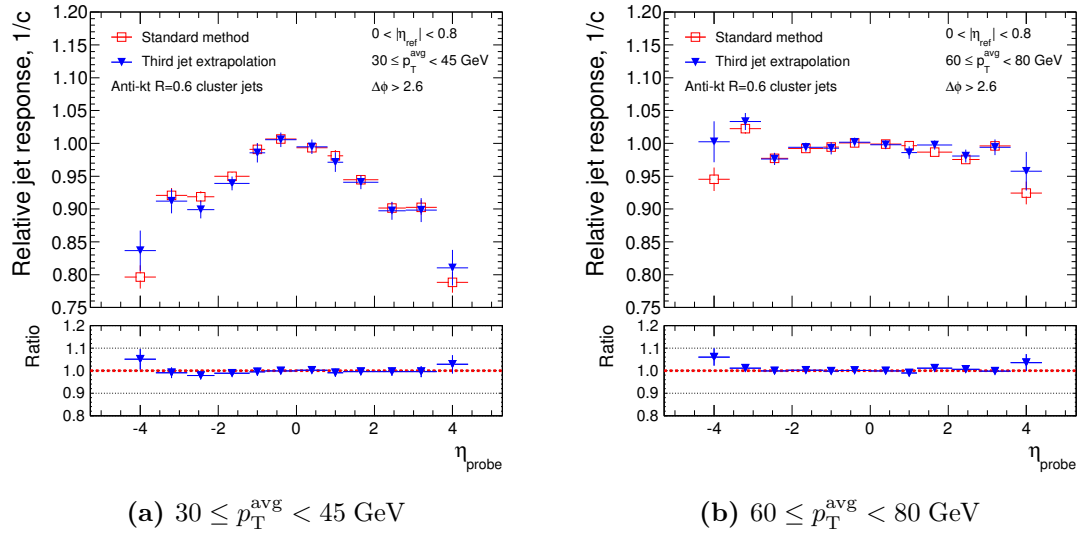 Relative jet response, 1/c
1.20
1.15
1.10
1.05
1.00
0.95
0.90
0.85
0.80
0.75
Standard method
Third jet extrapolation
Anti-kt R=0.6 cluster jets
0 < |η_ref| < 0.8
30 ≤ p_T^avg < 45 GeV
Δϕ > 2.6
Ratio
1.2
1.1
1.0
0.9
0.8
-4 -2 0 2 4
η_probe
(a) 30 ≤ p_T^avg < 45 GeV
Relative jet response, 1/c
1.20
1.15
1.10
1.05
1.00
0.95
0.90
0.85
0.80
0.75
Standard method
Third jet extrapolation
Anti-kt R=0.6 cluster jets
0 < |η_ref| < 0.8
60 ≤ p_T^avg < 80 GeV
Δϕ > 2.6
Ratio
1.2
1.1
1.0
0.9
0.8
-4 -2 0 2 4
η_probe
(b) 60 ≤ p_T^avg < 80 GeV